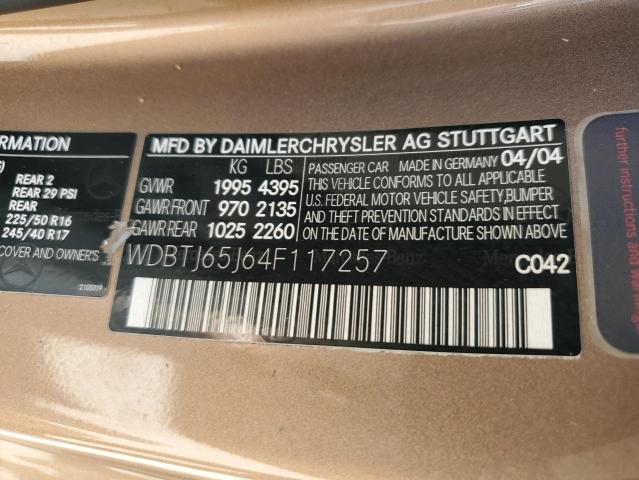 MFD BY DAIMLERCHRYSLER AG STUTTGART
KG LBS
GVWR 1995 4395
GAWR FRONT 970 2135
GAWR REAR 1025 2260
PASSENGER CAR MADE IN GERMANY 04/04
THIS VEHICLE CONFORMS TO ALL APPLICABLE
U.S. FEDERAL MOTOR VEHICLE SAFETY, BUMPER
AND THEFT PREVENTION STANDARDS IN EFFECT
ON THE DATE OF MANUFACTURE SHOWN ABOVE.
WDBTJ65J64F117257 C042
REAR 2
REAR 29 PSI
REAR
225/50 R16
245/40 R17
COVER AND OWNER'S
2105319
further instructions and